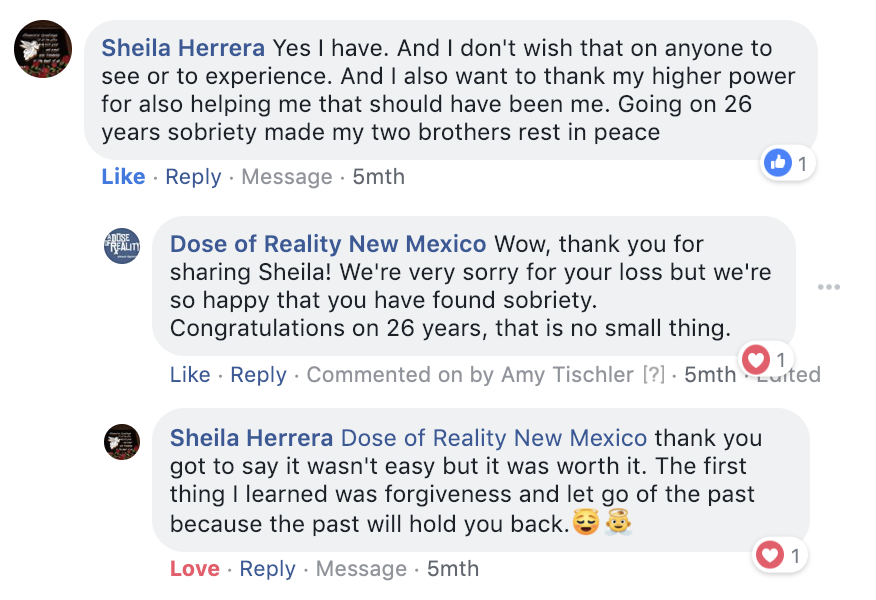 Sheila Herrera Yes I have. And I don't wish that on anyone to
see or to experience. And I also want to thank my higher power
for also helping me that should have been me. Going on 26
years sobriety made my two brothers rest in peace
1
Like · Reply · Message · 5mth
DOSE
OF REALITY
Dose of Reality New Mexico Wow, thank you for
sharing Sheila! We're very sorry for your loss but we're
so happy that you have found sobriety.
Congratulations on 26 years, that is no small thing.
1
Like · Reply · Commented on by Amy Tischler [?] · 5mth · Edited
Sheila Herrera Dose of Reality New Mexico thank you
got to say it wasn't easy but it was worth it. The first
thing I learned was forgiveness and let go of the past
because the past will hold you back.😌👼
1
Love · Reply · Message · 5mth